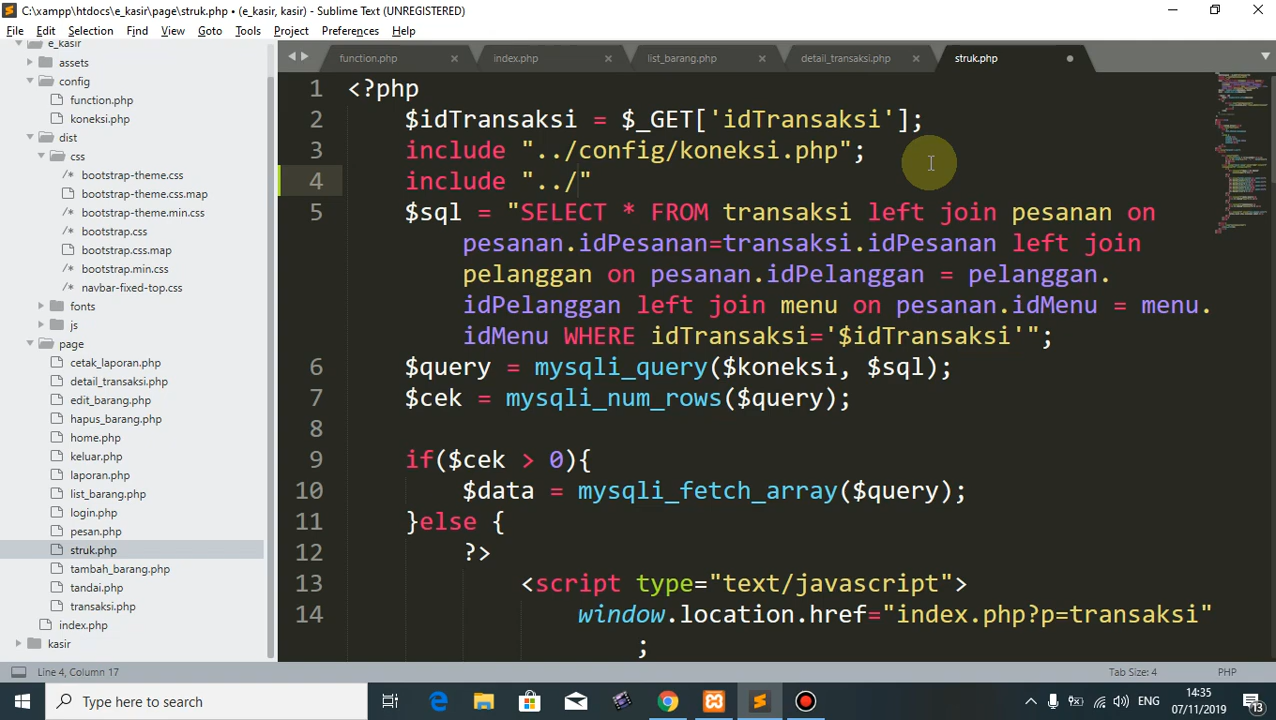 C:\xampp\htdocs\e_kasir\page\struk.php • (e_kasir, kasir) - Sublime Text (UNREGISTERED)
File Edit Selection Find View Goto Tools Project Preferences Help
e_kasir
assets
config
function.php
koneksi.php
dist
css
/* bootstrap-theme.css
/* bootstrap-theme.css.map
/* bootstrap-theme.min.css
/* bootstrap.css
/* bootstrap.css.map
/* bootstrap.min.css
/* navbar-fixed-top.css
fonts
js
page
cetak_laporan.php
detail_transaksi.php
edit_barang.php
hapus_barang.php
home.php
keluar.php
laporan.php
list_barang.php
login.php
pesan.php
struk.php
tambah_barang.php
tandai.php
transaksi.php
index.php
kasir
function.php index.php list_barang.php detail_transaksi.php struk.php
1 <?php
2 $idTransaksi = $_GET['idTransaksi'];
3 include "../config/koneksi.php";
4 include "../"
5 $sql = "SELECT * FROM transaksi left join pesanan on
pesanan.idPesanan=transaksi.idPesanan left join
pelanggan on pesanan.idPelanggan = pelanggan.
idPelanggan left join menu on pesanan.idMenu = menu.
idMenu WHERE idTransaksi='$idTransaksi'";
6 $query = mysqli_query($koneksi, $sql);
7 $cek = mysqli_num_rows($query);
8
9 if($cek > 0){
10 $data = mysqli_fetch_array($query);
11 }else {
12 ?>
13 <script type="text/javascript">
14 window.location.href="index.php?p=transaksi"
;
Line 4, Column 17 Tab Size: 4 PHP
Type here to search ENG 14:35
07/11/2019 13